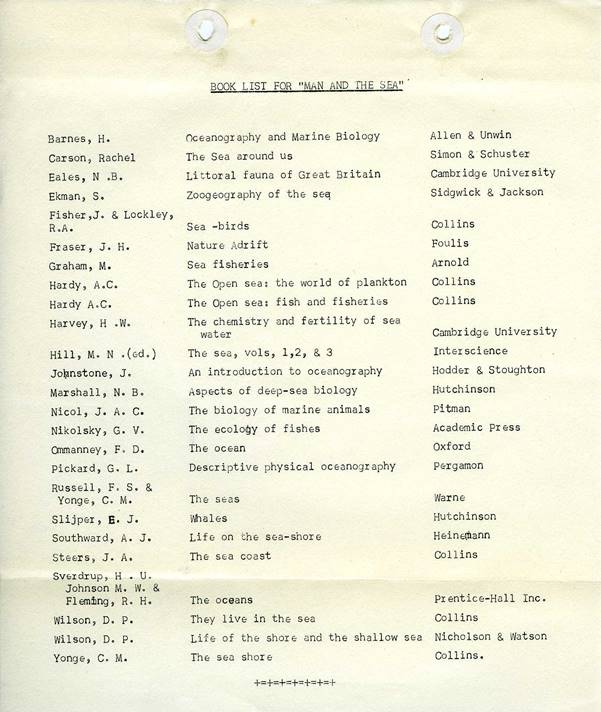 BOOK LIST FOR "MAN AND THE SEA"
Barnes, H. Oceanography and Marine Biology Allen & Unwin
Carson, Rachel The Sea around us Simon & Schuster
Eales, N .B. Littoral fauna of Great Britain Cambridge University
Ekman, S. Zoogeography of the sea Sidgwick & Jackson
Fisher,J. & Lockley,
R.A. Sea -birds Collins
Fraser, J. H. Nature Adrift Foulis
Graham, M. Sea fisheries Arnold
Hardy, A.C. The Open sea: the world of plankton Collins
Hardy A.C. The Open sea: fish and fisheries Collins
Harvey, H .W. The chemistry and fertility of sea
water Cambridge University
Hill, M. N .(ed.) The sea, vols, 1,2, & 3 Interscience
Johnstone, J. An introduction to oceanography Hodder & Stoughton
Marshall, N. B. Aspects of deep-sea biology Hutchinson
Nicol, J. A. C. The biology of marine animals Pitman
Nikolsky, G. V. The ecology of fishes Academic Press
Ommanney, F. D. The ocean Oxford
Pickard, G. L. Descriptive physical oceanography Pergamon
Russell, F. S. &
Yonge, C. M. The seas Warne
Slijper, E. J. Whales Hutchinson
Southward, A. J. Life on the sea-shore Heinemann
Steers, J. A. The sea coast Collins
Sverdrup, H . U.
Johnson M. W. &
Fleming, R. H. The oceans Prentice-Hall Inc.
Wilson, D. P. They live in the sea Collins
Wilson, D. P. Life of the shore and the shallow sea Nicholson & Watson
Yonge, C. M. The sea shore Collins.
+=+=+=+=+=+=+